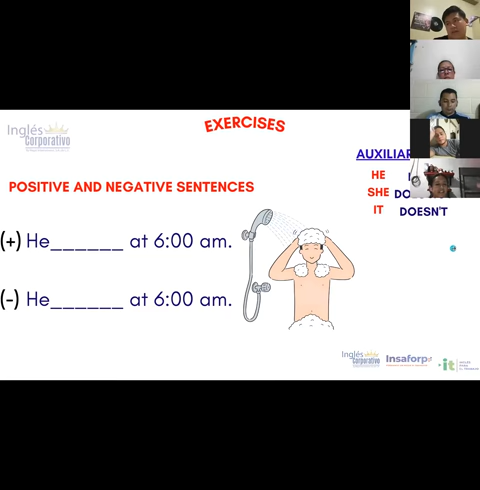 Inglés
Corporativo
EXERCISES
AUXILIAR
HE
SHE DO
IT DOESN'T
POSITIVE AND NEGATIVE SENTENCES
(+) He______ at 6:00 am.
(-) He______ at 6:00 am.
Inglés
Corporativo
Insaforp
it